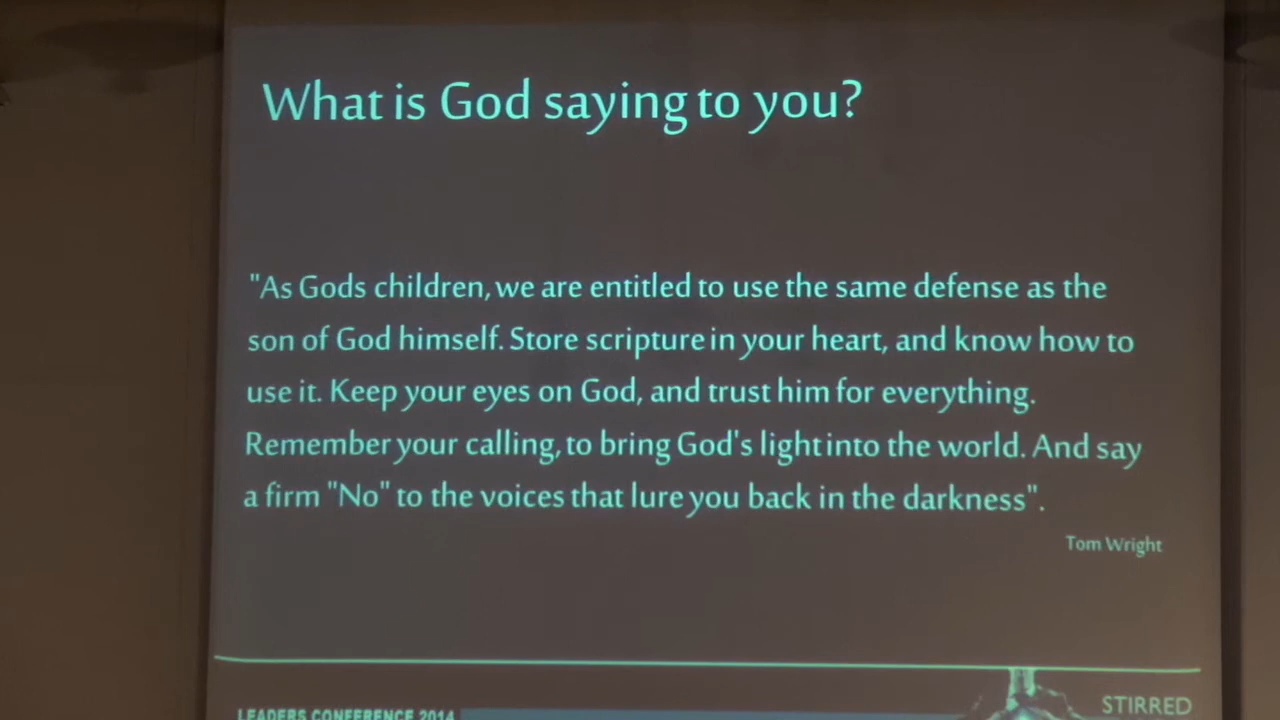 What is God saying to you?
"As Gods children, we are entitled to use the same defense as the
son of God himself. Store scripture in your heart, and know how to
use it. Keep your eyes on God, and trust him for everything.
Remember your calling, to bring God's light into the world. And say
a firm "No" to the voices that lure you back in the darkness".
Tom Wright
LEADERS CONFERENCE 2014
STIRRED